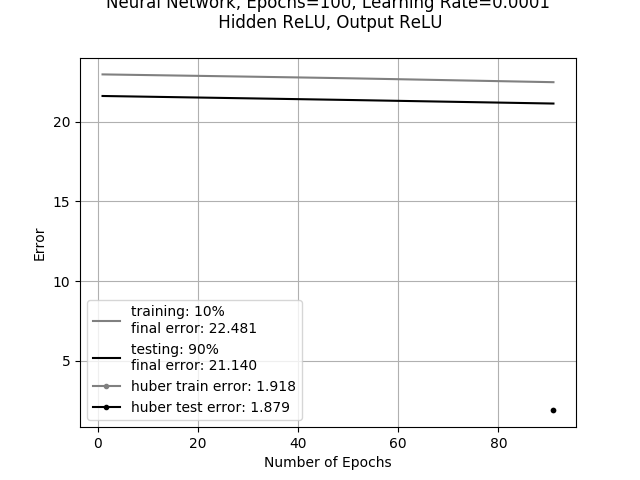 Neural Network, Epochs=100, Learning Rate=0.0001
Hidden ReLU, Output ReLU
20
15
10
5
Error
training: 10%
final error: 22.481
testing: 90%
final error: 21.140
huber train error: 1.918
huber test error: 1.879
0 20 40 60 80
Number of Epochs